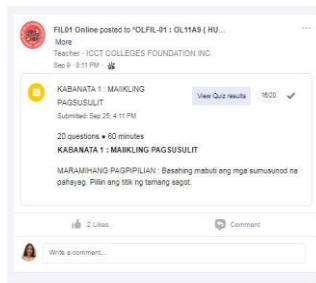 FIL01 Online posted to "OLFIL-01 : OL11A9 ( HU...
More
Teacher · ICCT COLLEGES FOUNDATION INC
Sep 9 · 8:11 PM ·
KABANATA 1 : MAIIKLING
PAGSUSULIT
View Quiz results
18/20
Submitted: Sep 25, 4:11 PM
20 questions • 60 minutes
KABANATA 1 : MAIIKLING PAGSUSULIT
MARAMIHANG PAGPIPILIAN : Basahing mabuti ang mga sumusunod na
pahayag. Piliin ang titik ng tamang sagot.
2 Likes
Comment
Write a comment...